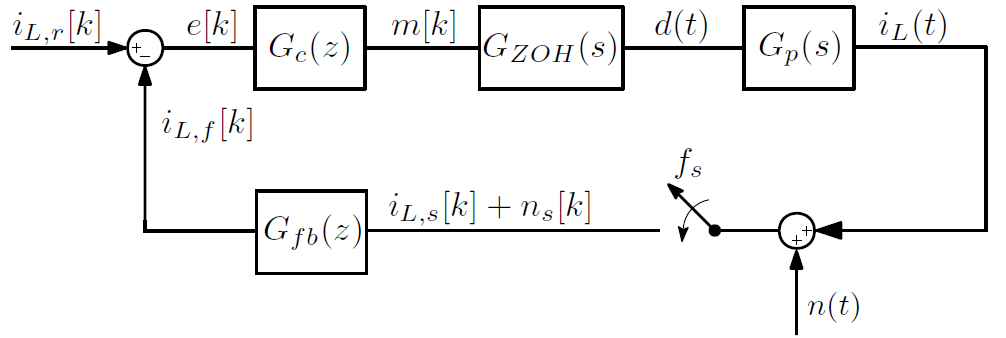 i_{L,r}[k] e[k] G_c(z) m[k] G_{ZOH}(s) d(t) G_p(s) i_L(t)
+ −
i_{L,f}[k]
f_s
G_{fb}(z) i_{L,s}[k] + n_s[k] + +
n(t)